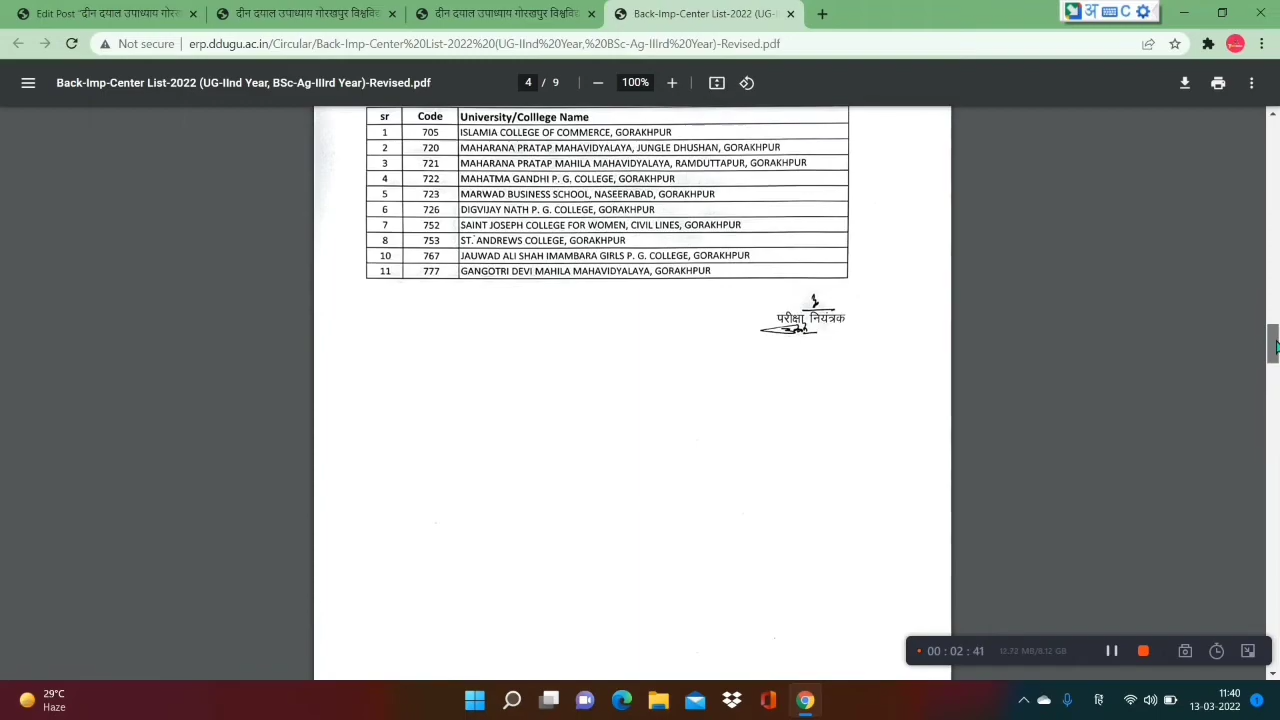 Edit Post "दीन दयाल उपाध्याय गोरख
दीन दयाल उपाध्याय गोरखपुर विश्ववि
दीन दयाल उपाध्याय गोरखपुर विश्ववि
Back-Imp-Center List-2022 (UG-I
अ C
Not secure
erp.ddugu.ac.in/Circular/Back-Imp-Center%20List-2022%20(UG-IInd%20Year,%20BSc-Ag-IIIrd%20Year)-Revised.pdf
Back-Imp-Center List-2022 (UG-IInd Year, BSc-Ag-IIIrd Year)-Revised.pdf
4 / 9
100%
sr Code University/Colllege Name
1 705 ISLAMIA COLLEGE OF COMMERCE, GORAKHPUR
2 720 MAHARANA PRATAP MAHAVIDYALAYA, JUNGLE DHUSHAN, GORAKHPUR
3 721 MAHARANA PRATAP MAHILA MAHAVIDYALAYA, RAMDUTTAPUR, GORAKHPUR
4 722 MAHATMA GANDHI P. G. COLLEGE, GORAKHPUR
5 723 MARWAD BUSINESS SCHOOL, NASEERABAD, GORAKHPUR
6 726 DIGVIJAY NATH P. G. COLLEGE, GORAKHPUR
7 752 SAINT JOSEPH COLLEGE FOR WOMEN, CIVIL LINES, GORAKHPUR
8 753 ST. ANDREWS COLLEGE, GORAKHPUR
10 767 JAUWAD ALI SHAH IMAMBARA GIRLS P. G. COLLEGE, GORAKHPUR
11 777 GANGOTRI DEVI MAHILA MAHAVIDYALAYA, GORAKHPUR
परीक्षा नियंत्रक
00:02:41
12.72 MB/6.12 GB
29°C
Haze
हि
11:40
13-03-2022
1